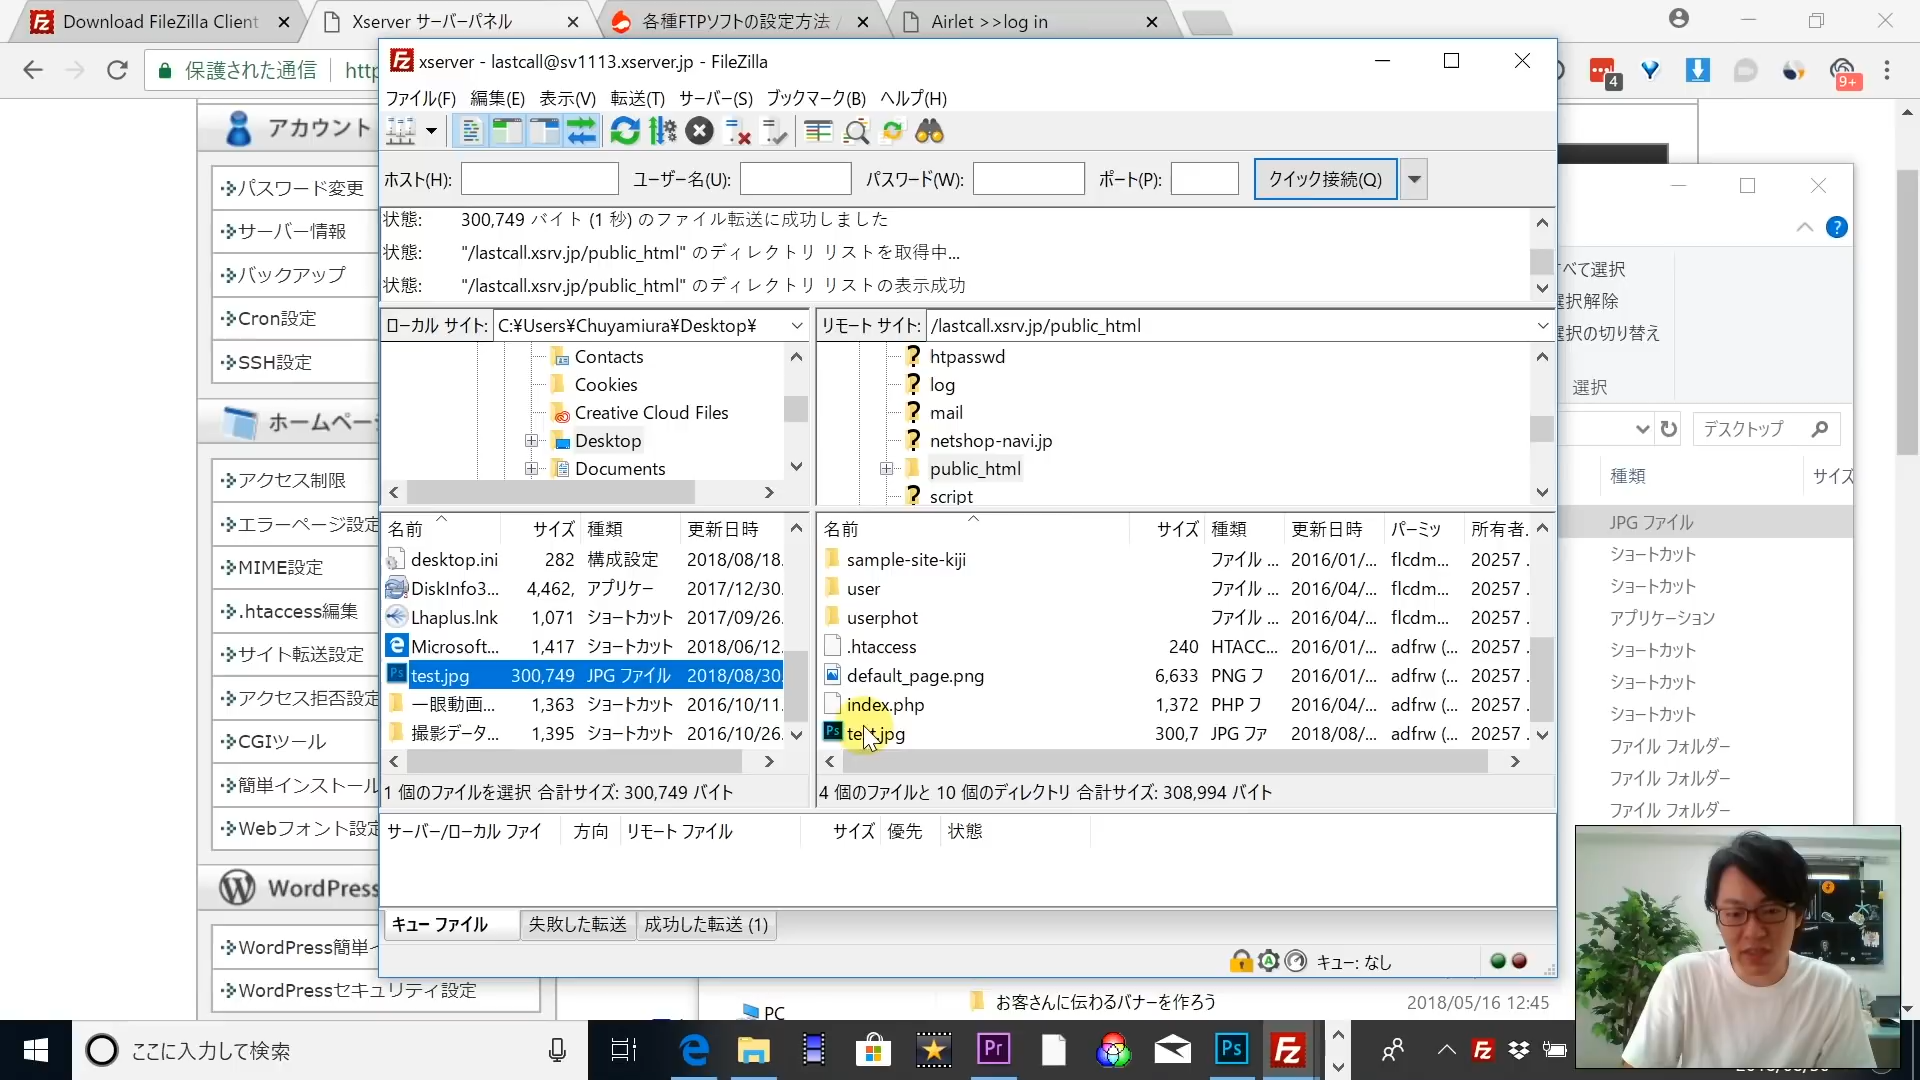 Download FileZilla Client
Xserver サーバーパネル
各種FTPソフトの設定方法
Airlet >>log in
保護された通信
http
4
9+
xserver - lastcall@sv1113.xserver.jp - FileZilla
ファイル(F) 編集(E) 表示(V) 転送(T) サーバー(S) ブックマーク(B) ヘルプ(H)
ホスト(H): ユーザー名(U): パスワード(W): ポート(P): クイック接続(Q)
状態: 300,749 バイト (1 秒) のファイル転送に成功しました
状態: "/lastcall.xsrv.jp/public_html" のディレクトリ リストを取得中...
状態: "/lastcall.xsrv.jp/public_html" のディレクトリ リストの表示成功
ローカル サイト: C:¥Users¥Chuyamiura¥Desktop¥
Contacts
Cookies
Creative Cloud Files
Desktop
Documents
リモート サイト: /lastcall.xsrv.jp/public_html
htpasswd
log
mail
netshop-navi.jp
public_html
script
名前 サイズ 種類 更新日時
desktop.ini 282 構成設定 2018/08/18.
DiskInfo3... 4,462, アプリケー 2017/12/30.
Lhaplus.lnk 1,071 ショートカット 2017/09/26.
Microsoft... 1,417 ショートカット 2018/06/12.
test.jpg 300,749 JPG ファイル 2018/08/30.
一眼動画... 1,363 ショートカット 2016/10/11.
撮影データ... 1,395 ショートカット 2016/10/26.
1 個のファイルを選択 合計サイズ: 300,749 バイト
名前 サイズ 種類 更新日時 パーミッ 所有者.
sample-site-kiji ファイル ... 2016/01/... flcdm... 20257 .
user ファイル ... 2016/04/... flcdm... 20257 .
userphot ファイル ... 2016/04/... flcdm... 20257 .
.htaccess 240 HTACC... 2016/01/... adfrw (... 20257 .
default_page.png 6,633 PNG フ 2016/01/... adfrw (... 20257 .
index.php 1,372 PHP フ 2016/04/... adfrw (... 20257 .
test.jpg 300,7 JPG ファ 2018/08/... adfrw (... 20257 .
4 個のファイルと 10 個のディレクトリ 合計サイズ: 308,994 バイト
サーバー/ローカル ファイ 方向 リモート ファイル サイズ 優先 状態
キュー ファイル 失敗した転送 成功した転送 (1)
キュー: なし
アカウント
パスワード変更
サーバー情報
バックアップ
Cron設定
SSH設定
ホームペー
アクセス制限
エラーページ設定
MIME設定
.htaccess編集
サイト転送設定
アクセス拒否設定
CGIツール
簡単インストール
Webフォント設定
WordPress
WordPress簡単
WordPressセキュリティ設定
べて選択
選択解除
選択の切り替え
選択
デスクトップ
種類 サイズ
JPG ファイル
ショートカット
ショートカット
アプリケーション
ショートカット
ショートカット
ショートカット
ファイル フォルダー
ファイル フォルダー
ファイル フォルダー
PC
お客さんに伝わるバナーを作ろう 2018/05/16 12:45
ここに入力して検索
Pr
Ps
Fz